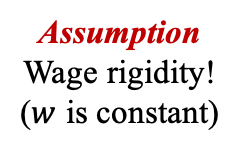 Assumption
Wage rigidity!
(w is constant)